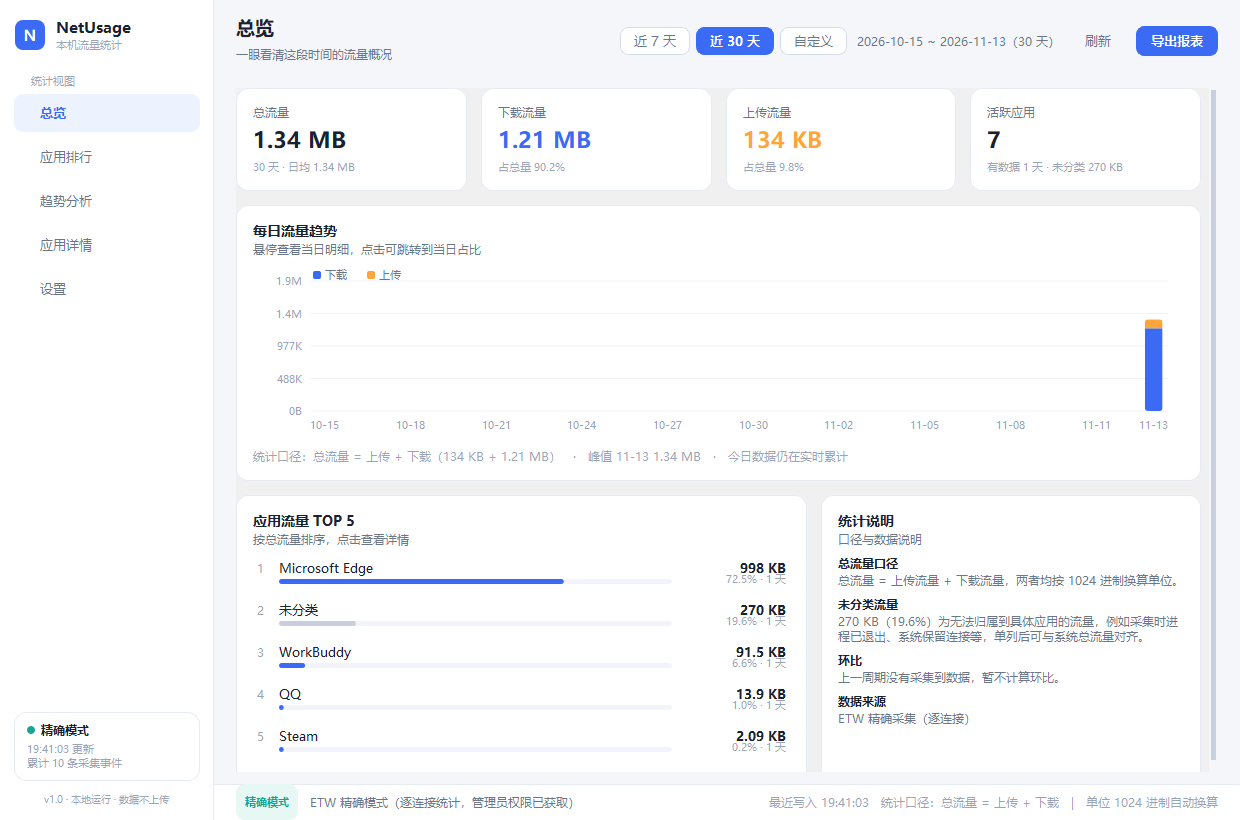 N
NetUsage
本机流量统计
统计视图
总览
应用排行
趋势分析
应用详情
设置
精确模式
19:41:03 更新
累计 10 条采集事件
v1.0 · 本地运行 · 数据不上传
总览
一眼看清这段时间的流量概况
近 7 天
近 30 天
自定义
2026-10-15 ~ 2026-11-13（30 天）
刷新
导出报表
总流量
1.34 MB
30 天 · 日均 1.34 MB
下载流量
1.21 MB
占总量 90.2%
上传流量
134 KB
占总量 9.8%
活跃应用
7
有数据 1 天 · 未分类 270 KB
每日流量趋势
悬停查看当日明细，点击可跳转到当日占比
下载 上传
1.9M
1.4M
977K
488K
0B
10-15 10-18 10-21 10-24 10-27 10-30 11-02 11-05 11-08 11-11 11-13
统计口径：总流量 = 上传 + 下载（134 KB + 1.21 MB） · 峰值 11-13 1.34 MB · 今日数据仍在实时累计
应用流量 TOP 5
按总流量排序，点击查看详情
1 Microsoft Edge 998 KB
72.5% · 1 天
2 未分类 270 KB
19.6% · 1 天
3 WorkBuddy 91.5 KB
6.6% · 1 天
4 QQ 13.9 KB
1.0% · 1 天
5 Steam 2.09 KB
0.2% · 1 天
统计说明
口径与数据说明
总流量口径
总流量 = 上传流量 + 下载流量，两者均按 1024 进制换算单位。
未分类流量
270 KB（19.6%）为无法归属到具体应用的流量，例如采集时进
程已退出、系统保留连接等，单列后可与系统总流量对齐。
环比
上一周期没有采集到数据，暂不计算环比。
数据来源
ETW 精确采集（逐连接）
精确模式
ETW 精确模式（逐连接统计，管理员权限已获取）
最近写入 19:41:03 统计口径：总流量 = 上传 + 下载 | 单位 1024 进制自动换算